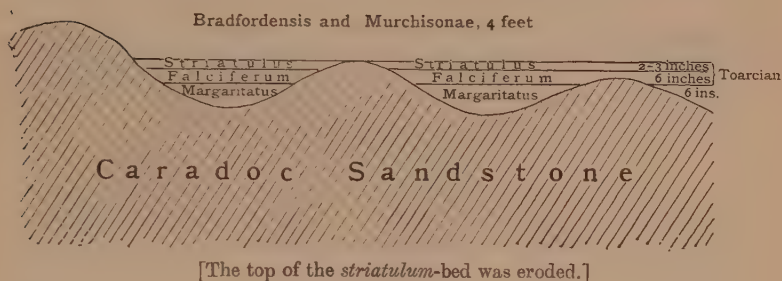 Bradfordensis and Murchisonae, 4 feet
Striatulus Striatulus 2-3 inches
Falciferum Falciferum 6 inches Toarcian
Margaritatus Margaritatus 6 ins.
Caradoc Sandstone
[The top of the striatulum-bed was eroded.]